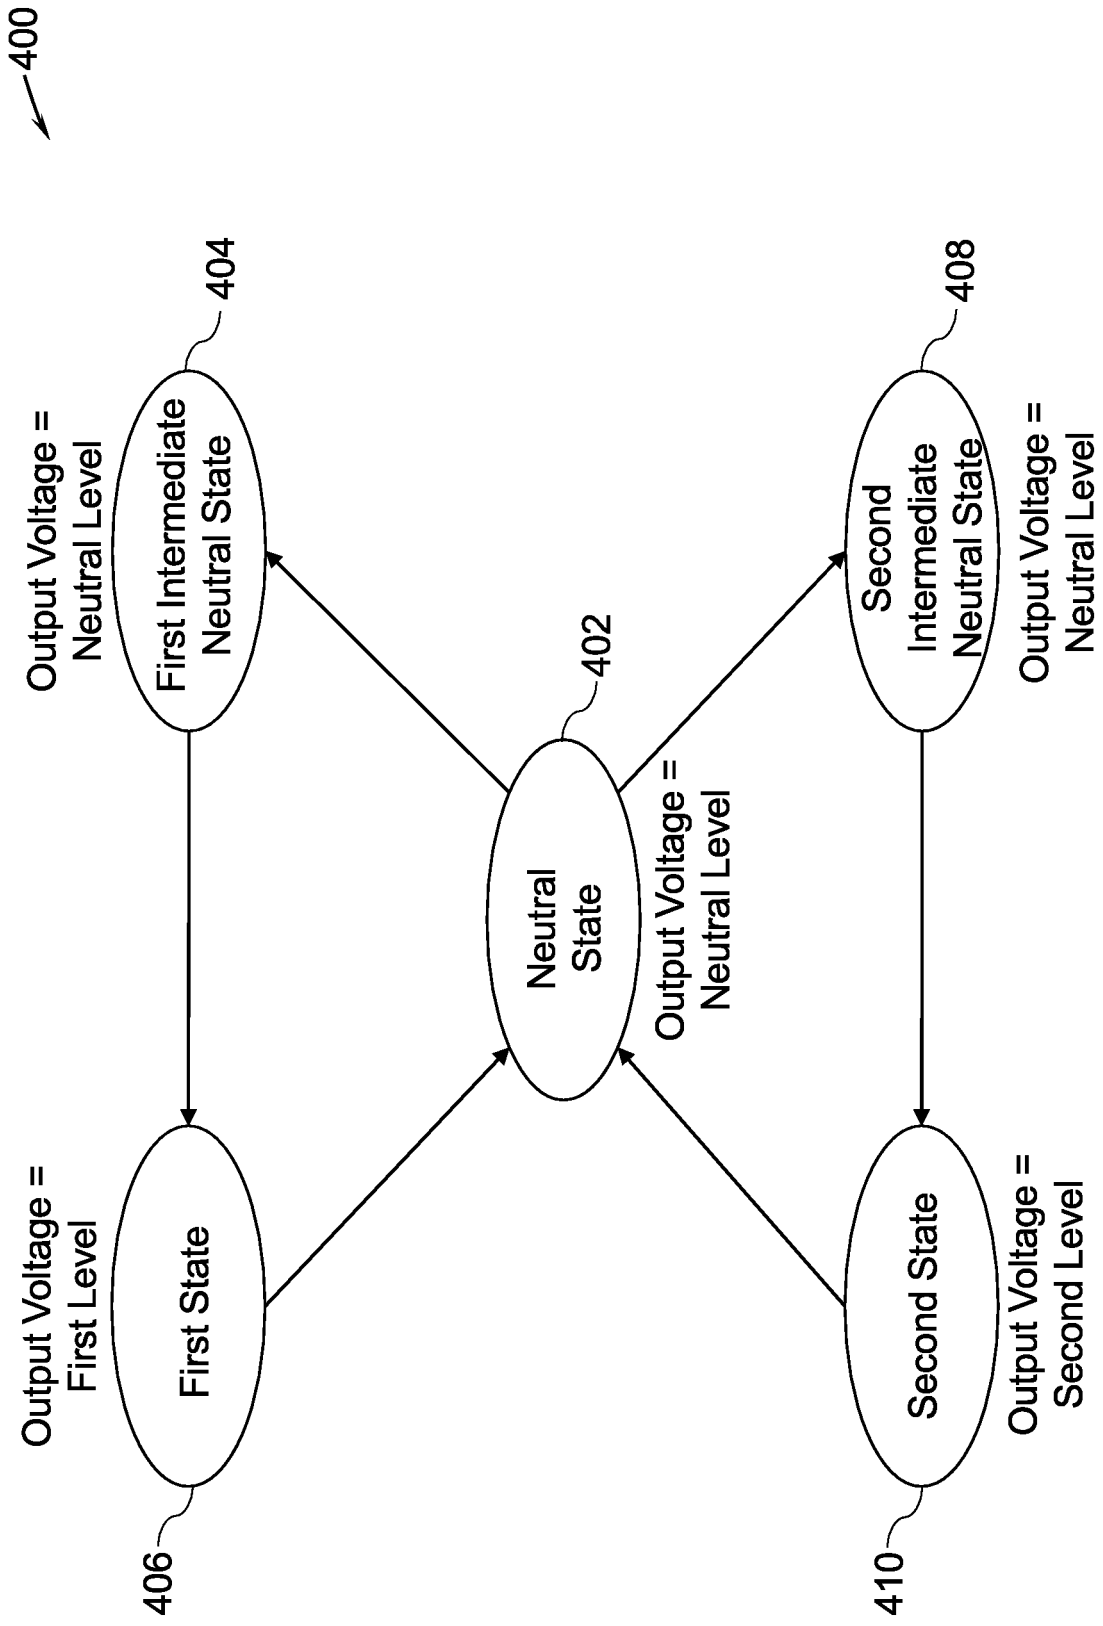 400
Output Voltage =
First Level
406
First State
Output Voltage =
Neutral Level
404
First Intermediate
Neutral State
402
Neutral
State
Output Voltage =
Neutral Level
410
Second State
Output Voltage =
Second Level
408
Second
Intermediate
Neutral State
Output Voltage =
Neutral Level